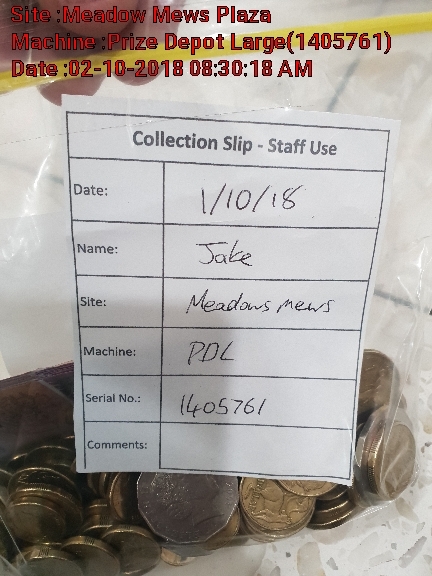 Site :Meadow Mews Plaza
Machine :Prize Depot Large(1405761)
Date :02-10-2018 08:30:18 AM
Collection Slip - Staff Use
Date: 1/10/18
Name: Jake
Site: Meadows mews
Machine: PDL
Serial No.: 1405761
Comments: